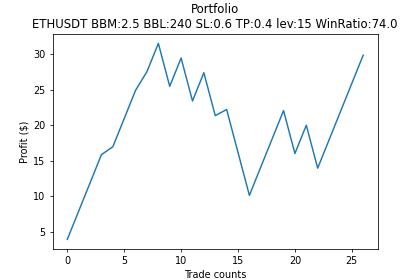 Portfolio
ETHUSDT BBM:2.5 BBL:240 SL:0.6 TP:0.4 lev:15 WinRatio:74.0
30
25
20
15
10
5
Profit ($)
0 5 10 15 20 25
Trade counts